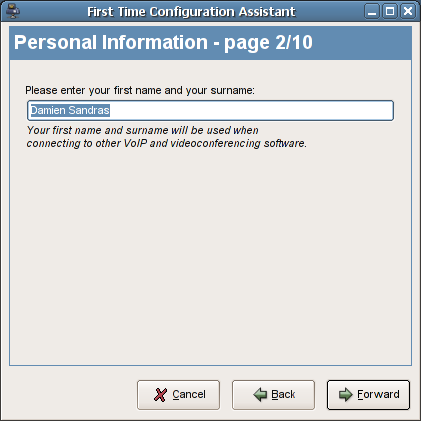 First Time Configuration Assistant
Personal Information - page 2/10
Please enter your first name and your surname:
Damien Sandras
Your first name and surname will be used when
connecting to other VoIP and videoconferencing software.
Cancel
Back
Forward